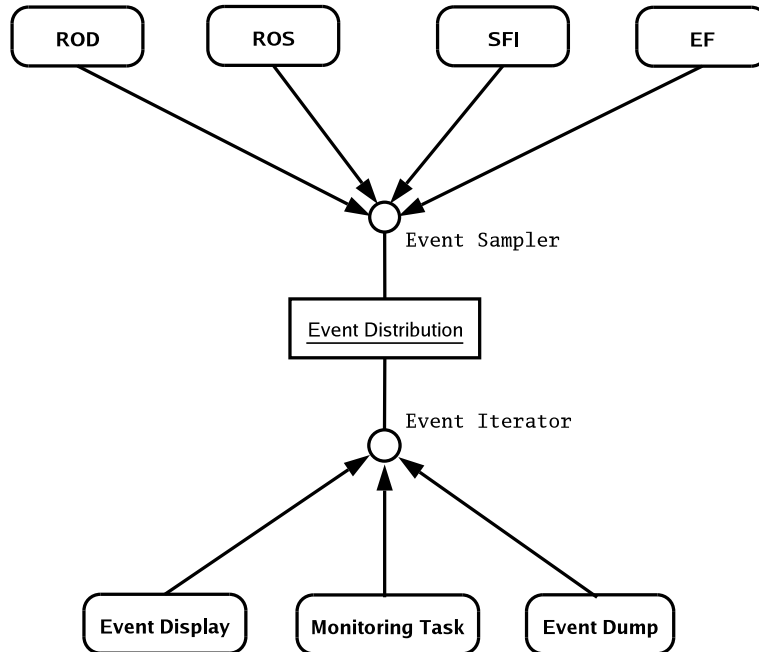 ROD
ROS
SFI
EF
Event Sampler
Event Distribution
Event Iterator
Event Display
Monitoring Task
Event Dump